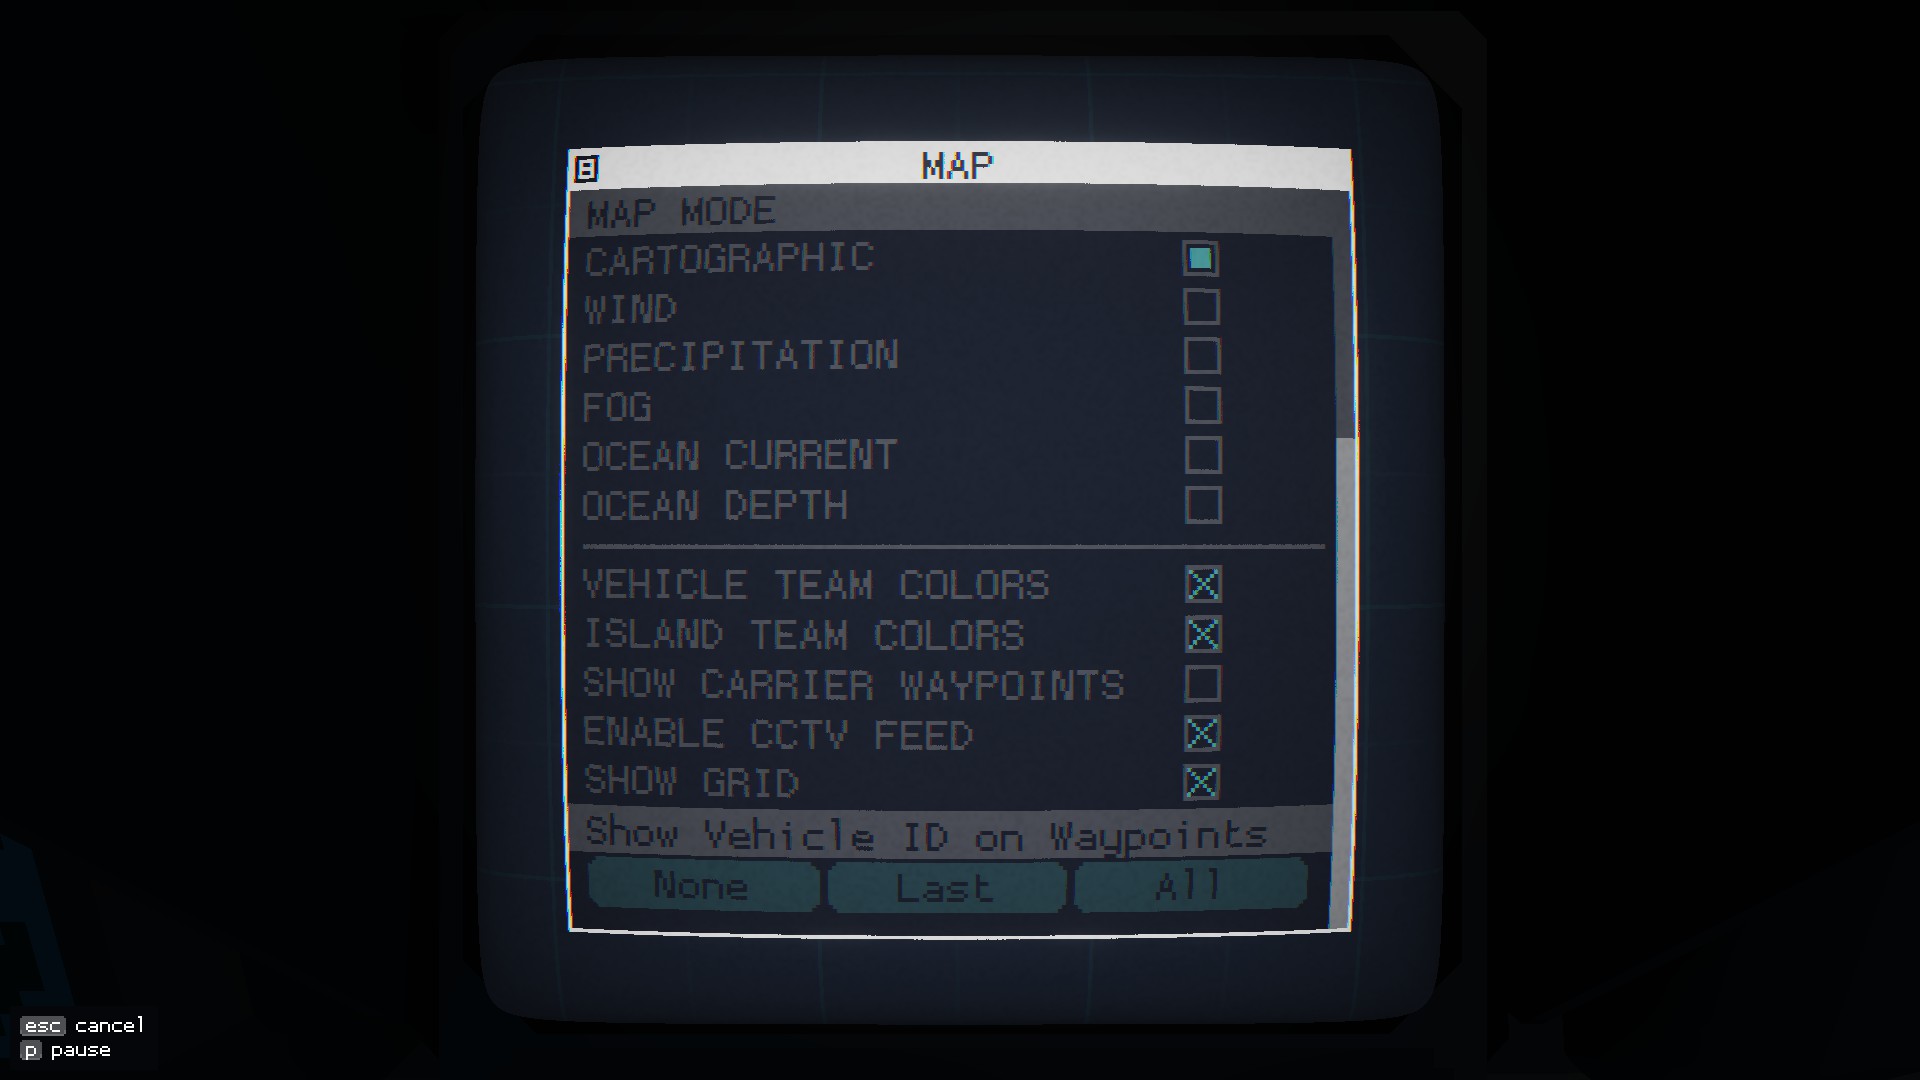 MAP
MAP MODE
CARTOGRAPHIC
WIND
PRECIPITATION
FOG
OCEAN CURRENT
OCEAN DEPTH
VEHICLE TEAM COLORS
ISLAND TEAM COLORS
SHOW CARRIER WAYPOINTS
ENABLE CCTV FEED
SHOW GRID
Show Vehicle ID on Waypoints
None Last All
esc cancel
p pause